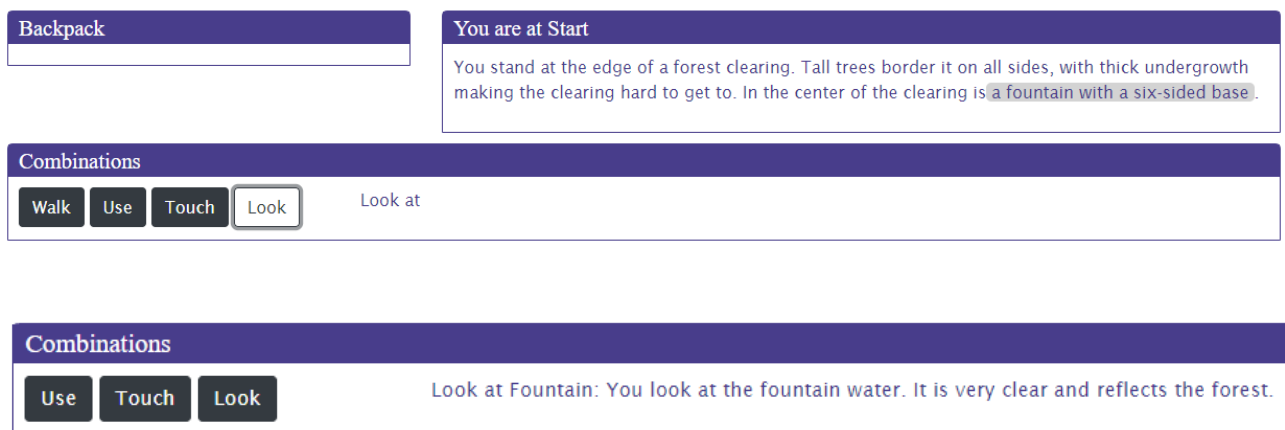 Backpack
You are at Start
You stand at the edge of a forest clearing. Tall trees border it on all sides, with thick undergrowth
making the clearing hard to get to. In the center of the clearing is a fountain with a six-sided base .
Combinations
Walk Use Touch Look Look at
Combinations
Use Touch Look Look at Fountain: You look at the fountain water. It is very clear and reflects the forest.